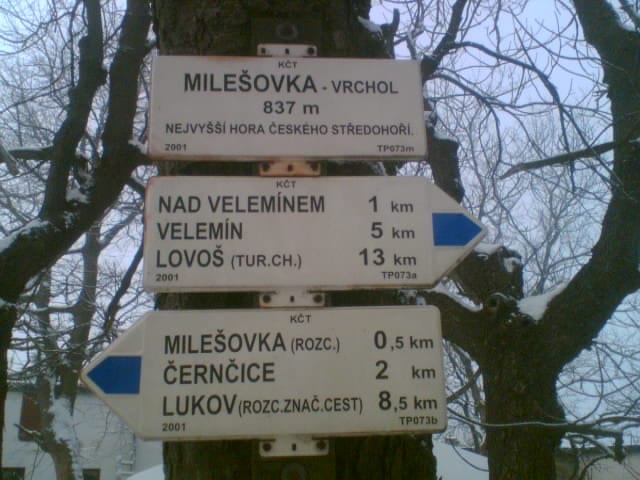 KČT
MILEŠOVKA - VRCHOL
837 m
NEJVYŠŠÍ HORA ČESKÉHO STŘEDOHOŘÍ.
2001 TP073m
KČT
NAD VELEMÍNEM 1 km
VELEMÍN 5 km
LOVOŠ (TUR.CH.) 13 km
2001 TP073a
KČT
MILEŠOVKA (ROZC.) 0,5 km
ČERNČICE 2 km
LUKOV (ROZC.ZNAČ.CEST) 8,5 km
2001 TP073b